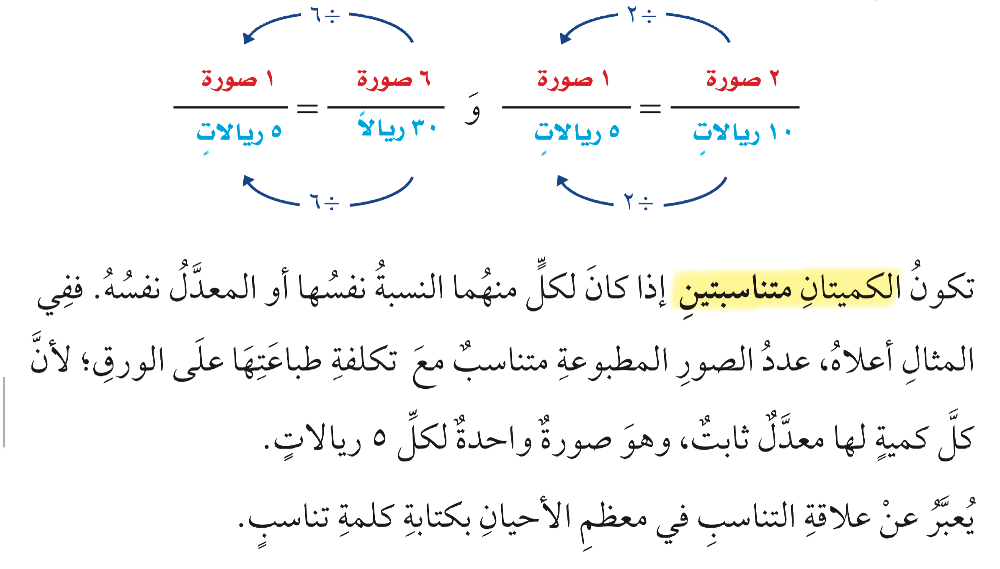 ÷٢ ÷٦
٢ صورة ١ صورة ٦ صورة ١ صورة
= وَ =
١٠ ريالاتٍ ٥ ريالاتٍ ٣٠ ريالاً ٥ ريالاتٍ
÷٢ ÷٦
تكونُ الكميتانِ متناسبتينِ إذا كانَ لكلٍّ منهُما النسبةُ نفسُها أو المعدَّلُ نفسُهُ. ففِي
المثالِ أعلاهُ، عددُ الصورِ المطبوعةِ متناسبٌ معَ تكلفةِ طباعَتِهَا علَى الورقِ؛ لأنَّ
كلَّ كميةٍ لها معدَّلٌ ثابتٌ، وهوَ صورةٌ واحدةٌ لكلِّ ٥ ريالاتٍ.
يُعبَّرُ عنْ علاقةِ التناسبِ في معظمِ الأحيانِ بكتابةِ كلمةِ تناسبٍ.